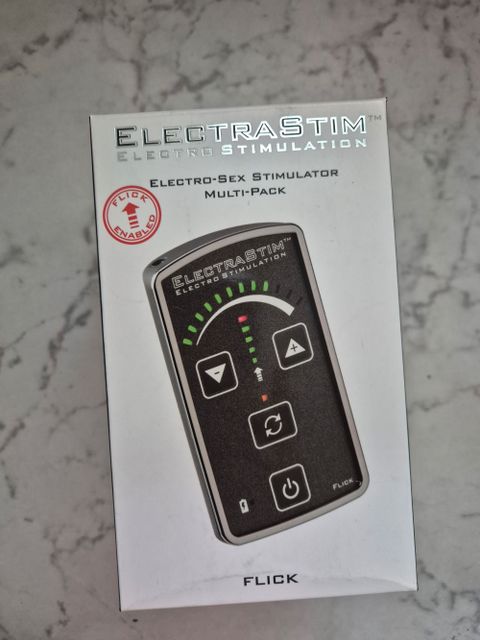 ELECTRASTIM™
ELECTRO STIMULATION
ELECTRO-SEX STIMULATOR
MULTI-PACK
FLICK
ENABLED
ELECTRASTIM™
ELECTRO STIMULATION
-
+
FLICK
FLICK